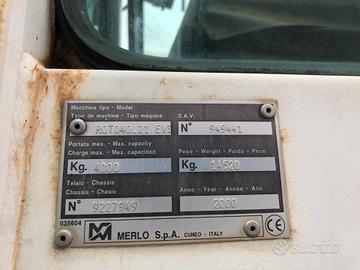 Macchina tipo - Model
Type de machine - Tipo máquina
S.A.V.
ROTO40.21 EVS
N° 949441
Portata max - Max. capacity
Charge max. - Max. capacidad
Peso - Weight - Poids - Peso
Kg. 4000
Kg. 14520
Telaio - Chassis
Chassis - Chassis
Anno - Year - Année - Año
N° 9227949
2000
035604
MERLO S.p.A. CUNEO - ITALY
CE
subito